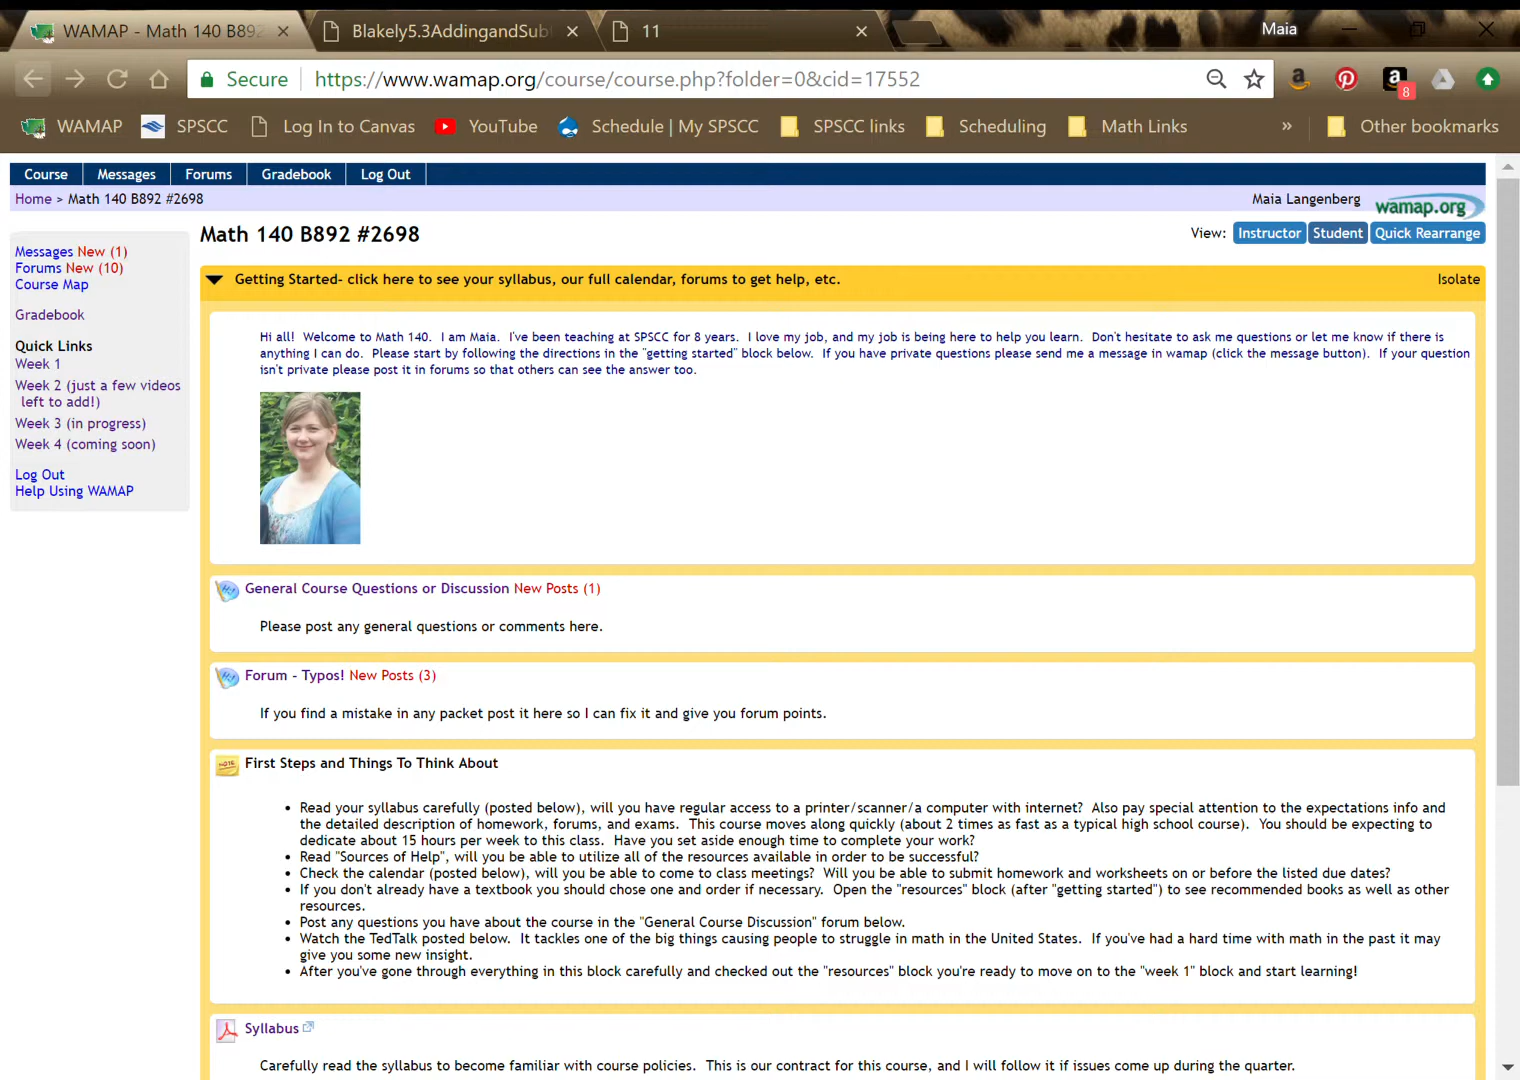 WAMAP - Math 140 B892
Blakely5.3AddingandSub
11
Maia
Secure
https://www.wamap.org/course/course.php?folder=0&cid=17552
8
WAMAP
SPSCC
Log In to Canvas
YouTube
Schedule | My SPSCC
SPSCC links
Scheduling
Math Links
»
Other bookmarks
Course
Messages
Forums
Gradebook
Log Out
Home > Math 140 B892 #2698
Maia Langenberg
wamap.org
Messages New (1)
Forums New (10)
Course Map
Gradebook
Quick Links
Week 1
Week 2 (just a few videos
left to add!)
Week 3 (in progress)
Week 4 (coming soon)
Log Out
Help Using WAMAP
Math 140 B892 #2698
View: Instructor Student Quick Rearrange
Getting Started- click here to see your syllabus, our full calendar, forums to get help, etc.
Isolate
Hi all!  Welcome to Math 140.  I am Maia.  I've been teaching at SPSCC for 8 years.  I love my job, and my job is being here to help you learn.  Don't hesitate to ask me questions or let me know if there is
anything I can do.  Please start by following the directions in the "getting started" block below.  If you have private questions please send me a message in wamap (click the message button).  If your question
isn't private please post it in forums so that others can see the answer too.
General Course Questions or Discussion New Posts (1)
Please post any general questions or comments here.
Forum - Typos! New Posts (3)
If you find a mistake in any packet post it here so I can fix it and give you forum points.
NOTE
First Steps and Things To Think About
• Read your syllabus carefully (posted below), will you have regular access to a printer/scanner/a computer with internet?  Also pay special attention to the expectations info and
the detailed description of homework, forums, and exams.  This course moves along quickly (about 2 times as fast as a typical high school course).  You should be expecting to
dedicate about 15 hours per week to this class.  Have you set aside enough time to complete your work?
• Read "Sources of Help", will you be able to utilize all of the resources available in order to be successful?
• Check the calendar (posted below), will you be able to come to class meetings?  Will you be able to submit homework and worksheets on or before the listed due dates?
• If you don't already have a textbook you should chose one and order if necessary.  Open the "resources" block (after "getting started") to see recommended books as well as other
resources.
• Post any questions you have about the course in the "General Course Discussion" forum below.
• Watch the TedTalk posted below.  It tackles one of the big things causing people to struggle in math in the United States.  If you've had a hard time with math in the past it may
give you some new insight.
• After you've gone through everything in this block carefully and checked out the "resources" block you're ready to move on to the "week 1" block and start learning!
Syllabus
Carefully read the syllabus to become familiar with course policies.  This is our contract for this course, and I will follow it if issues come up during the quarter.